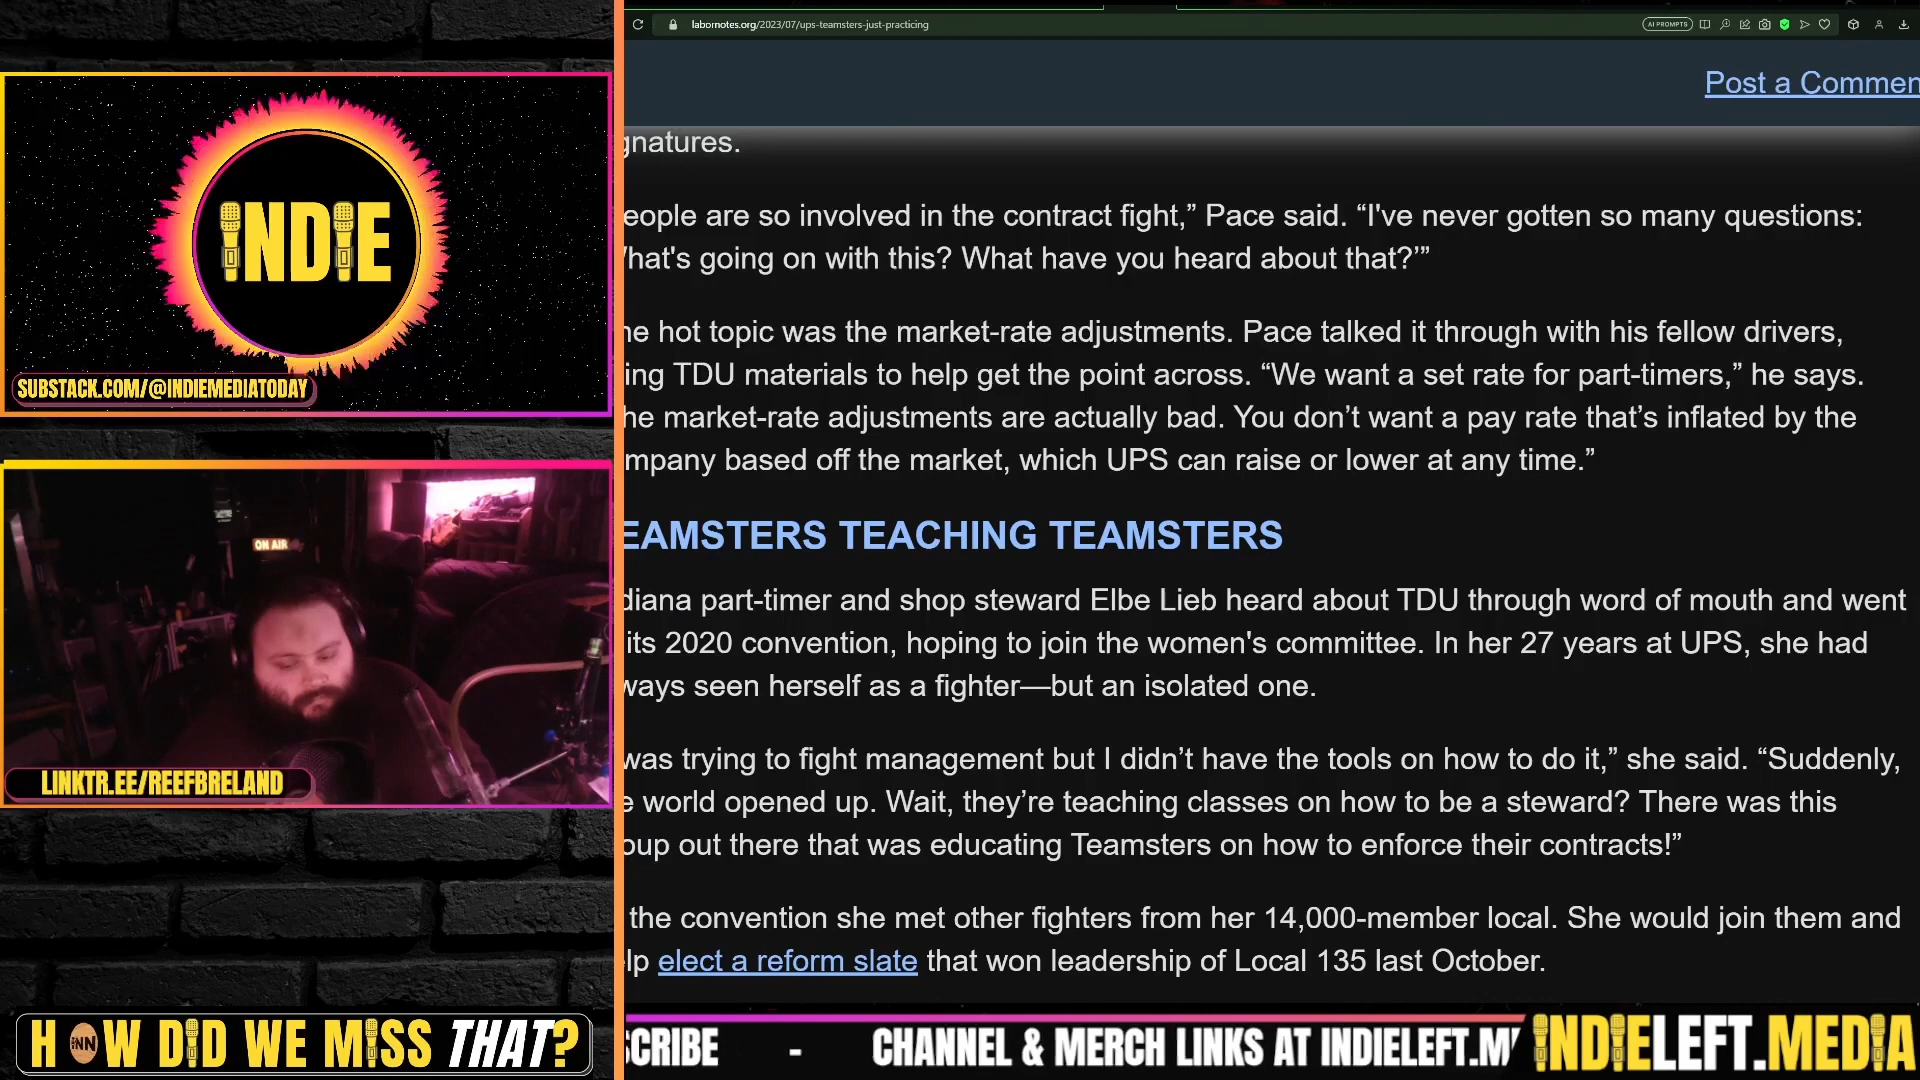 INDIE
SUBSTACK.COM/@INDIEMEDIATODAY
ON AIR
LINKTR.EE/REEFBRELAND
HOW DID WE MISS THAT?
INN
labornotes.org/2023/07/ups-teamsters-just-practicing
AI PROMPTS
Post a Commen
gnatures.
eople are so involved in the contract fight,” Pace said. “I've never gotten so many questions:
hat's going on with this? What have you heard about that?’”
he hot topic was the market-rate adjustments. Pace talked it through with his fellow drivers,
ing TDU materials to help get the point across. “We want a set rate for part-timers,” he says.
he market-rate adjustments are actually bad. You don’t want a pay rate that’s inflated by the
mpany based off the market, which UPS can raise or lower at any time.”
EAMSTERS TEACHING TEAMSTERS
diana part-timer and shop steward Elbe Lieb heard about TDU through word of mouth and went
its 2020 convention, hoping to join the women's committee. In her 27 years at UPS, she had
ways seen herself as a fighter—but an isolated one.
was trying to fight management but I didn’t have the tools on how to do it,” she said. “Suddenly,
e world opened up. Wait, they’re teaching classes on how to be a steward? There was this
oup out there that was educating Teamsters on how to enforce their contracts!”
the convention she met other fighters from her 14,000-member local. She would join them and
lp elect a reform slate that won leadership of Local 135 last October.
SCRIBE - CHANNEL & MERCH LINKS AT INDIELEFT.M
INDIELEFT.MEDIA